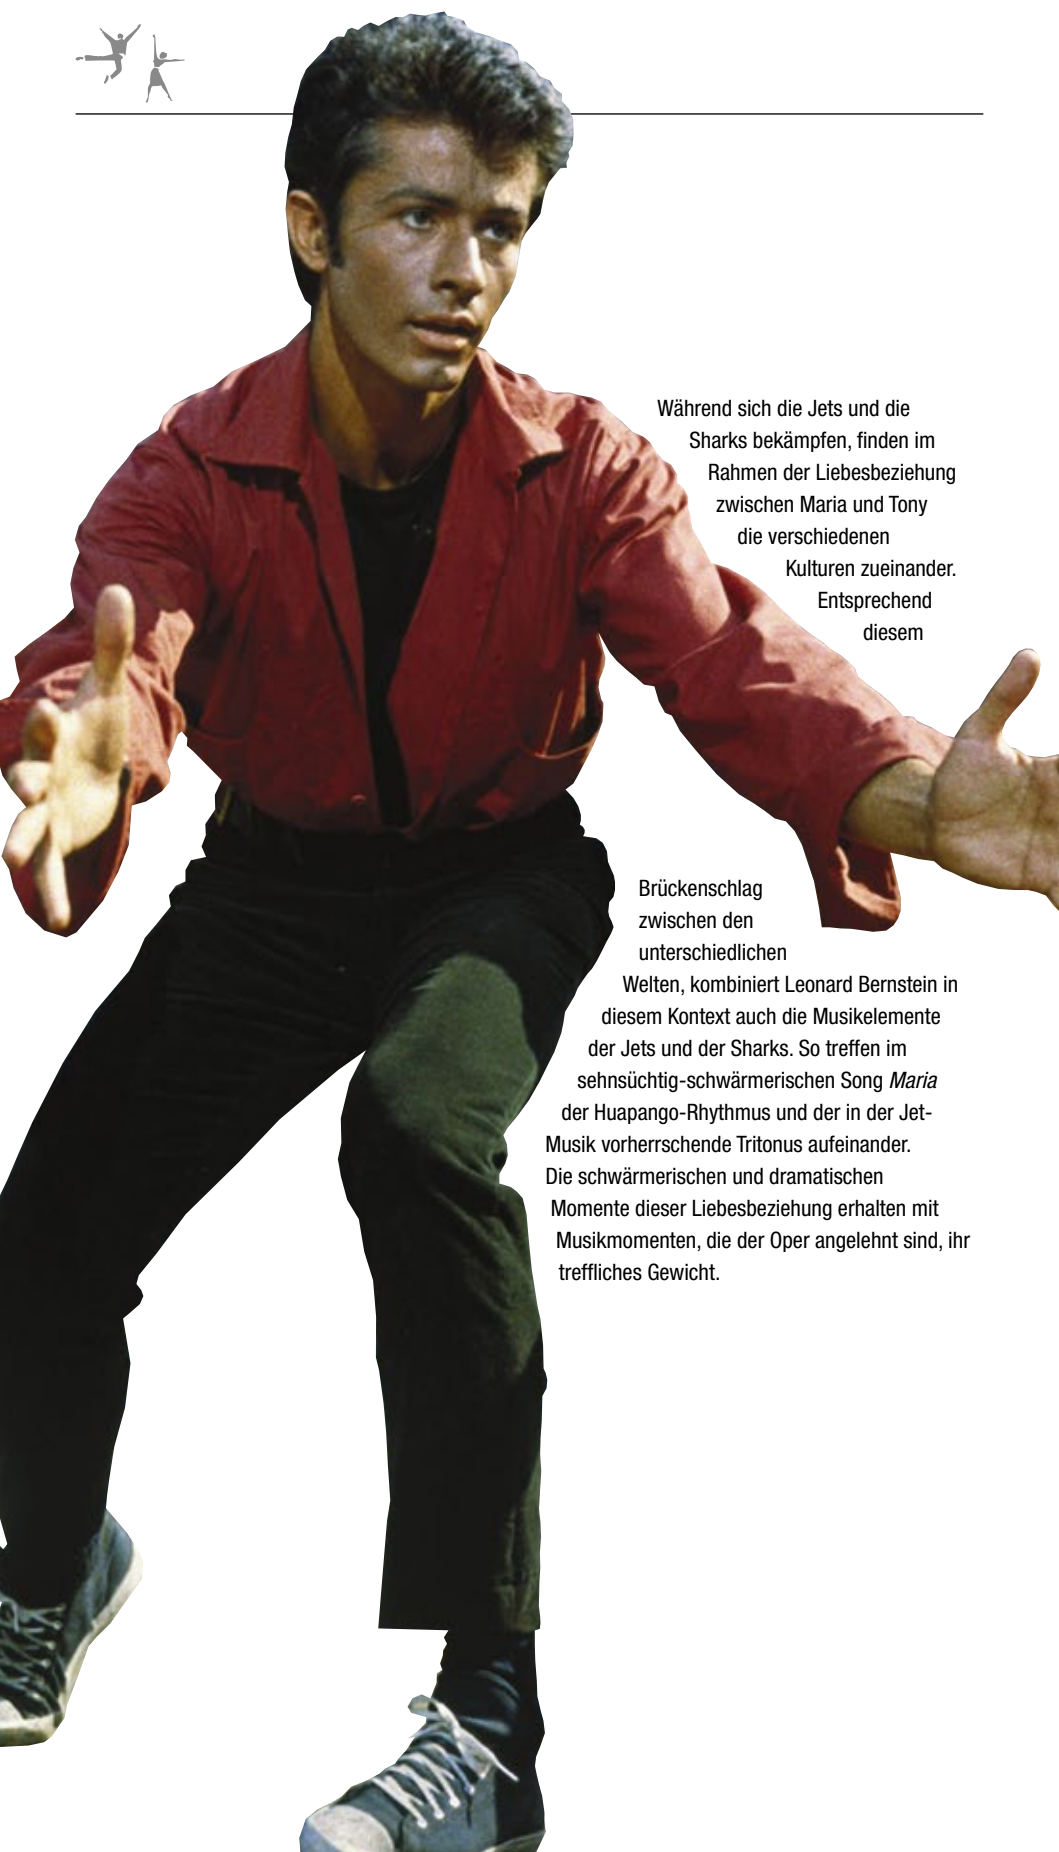 Während sich die Jets und die
Sharks bekämpfen, finden im
Rahmen der Liebesbeziehung
zwischen Maria und Tony
die verschiedenen
Kulturen zueinander.
Entsprechend
diesem
Brückenschlag
zwischen den
unterschiedlichen
Welten, kombiniert Leonard Bernstein in
diesem Kontext auch die Musikelemente
der Jets und der Sharks. So treffen im
sehnsüchtig-schwärmerischen Song Maria
der Huapango-Rhythmus und der in der Jet-
Musik vorherrschende Tritonus aufeinander.
Die schwärmerischen und dramatischen
Momente dieser Liebesbeziehung erhalten mit
Musikmomenten, die der Oper angelehnt sind, ihr
treffliches Gewicht.